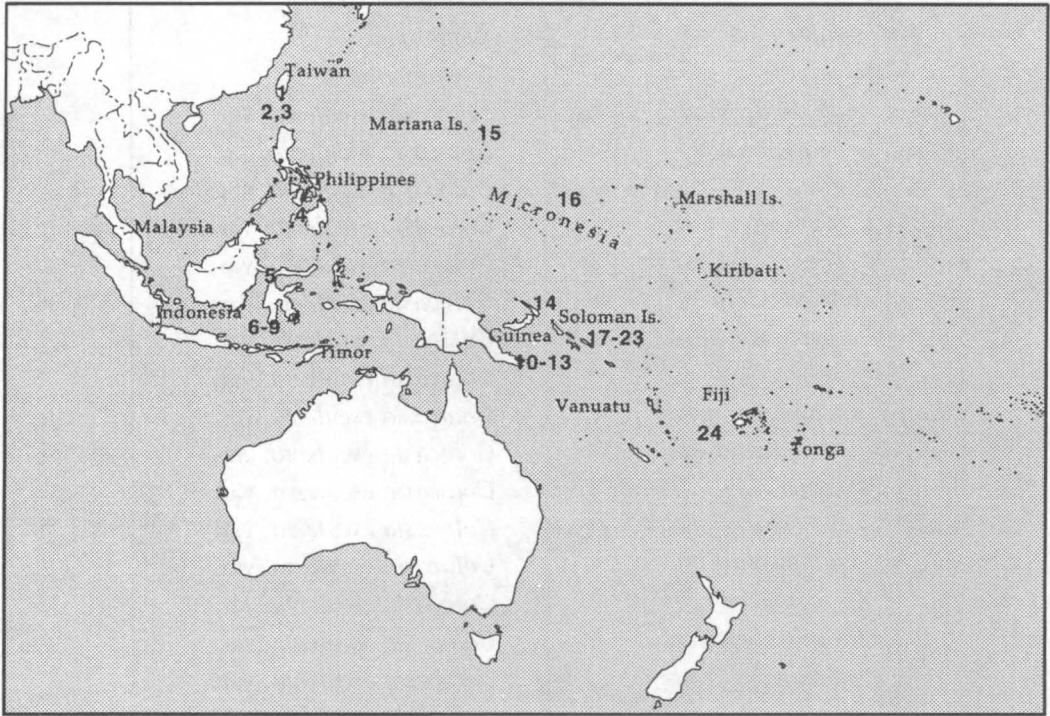 Taiwan
1
2,3
Mariana Is.
15
Philippines
4
16
Micronesia
Marshall Is.
Malaysia
Kiribati
5
Indonesia
6-9
14
Soloman Is.
Guinea
17-23
Timor
10-13
Vanuatu
Fiji
24
Tonga